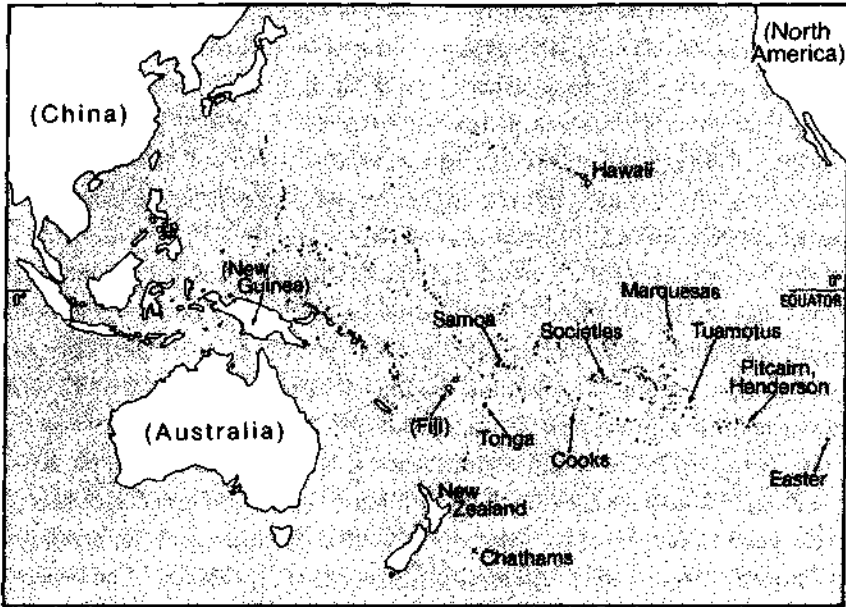 (North
America)
(China)
Hawaii
(New
Guinea)
0°
0°
EQUATOR
Marquesas
Samoa
Societies
Tuamotus
Pitcairn,
Henderson
(Australia)
(Fiji)
Tonga
Cooks
Easter
New
Zealand
Chathams